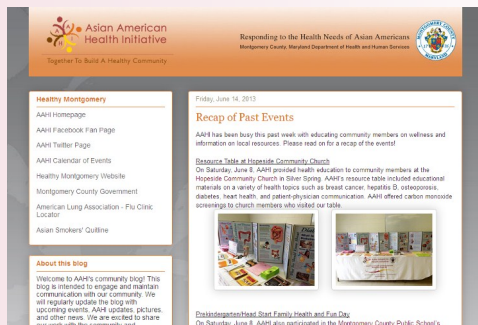 Asian American
Health Initiative
Together To Build A Healthy Community
Responding to the Health Needs of Asian Americans
Montgomery County, Maryland Department of Health and Human Services
Healthy Montgomery
AAHI Homepage
AAHI Facebook Fan Page
AAHI Twitter Page
AAHI Calendar of Events
Healthy Montgomery Website
Montgomery County Government
American Lung Association - Flu Clinic
Locator
Asian Smokers' Quitline
About this blog
Welcome to AAHI's community blog! This
blog is intended to engage and maintain
communication with our community. We
will regularly update the blog with
upcoming events, AAHI updates, pictures,
and other news. We are excited to share
our work with the community and
Friday, June 14, 2013
Recap of Past Events
AAHI has been busy this past week with educating community members on wellness and
information on local resources. Please read on for a recap of the events!
Resource Table at Hopeside Community Church
On Saturday, June 8, AAHI provided health education to community members at the
Hopeside Community Church in Silver Spring. AAHI's resource table included educational
materials on a variety of health topics such as breast cancer, hepatitis B, osteoporosis,
diabetes, heart health, and patient-physician communication. AAHI offered carbon monoxide
screenings to church members who visited our table.
Prekindergarten/Head Start Family Health and Fun Day
On Saturday, June 8, AAHI also participated in the Montgomery County Public School's